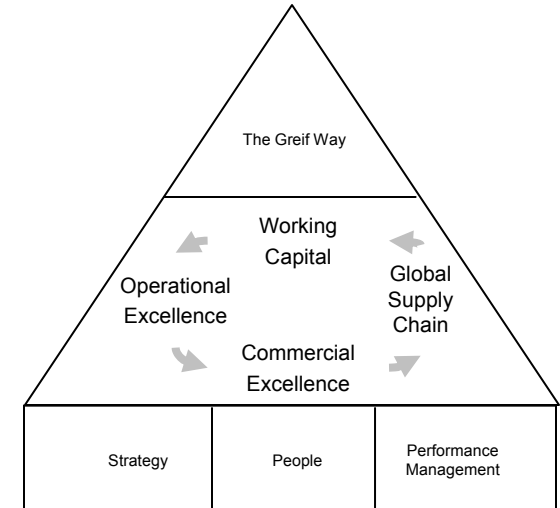 The Greif Way
Working
Capital
Operational
Excellence
Global
Supply
Chain
Commercial
Excellence
Strategy
People
Performance
Management